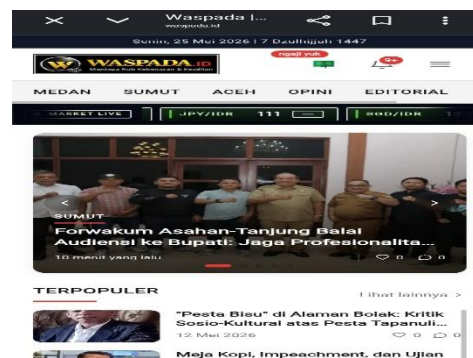 Waspada |...
waspada.id
Senin, 25 Mei 2026 | 7 Dzulhijjah 1447
WASPADA.ID
ngaji yuk
9+
MEDAN SUMUT ACEH OPINI EDITORIAL
MARKET LIVE JPY/IDR 111 SGD/IDR
SUMUT
Forwakum Asahan-Tanjung Balai
Audiensi ke Bupati: Jaga Profesionalita...
10 menit yang lalu 0 0
TERPOPULER Lihat lainnya >
"Pesta Bisu" di Alaman Bolak: Kritik
Sosio-Kultural atas Pesta Tapanuli...
12 Mei 2026 0 0
Meja Kopi, Impeachment, dan Ujian